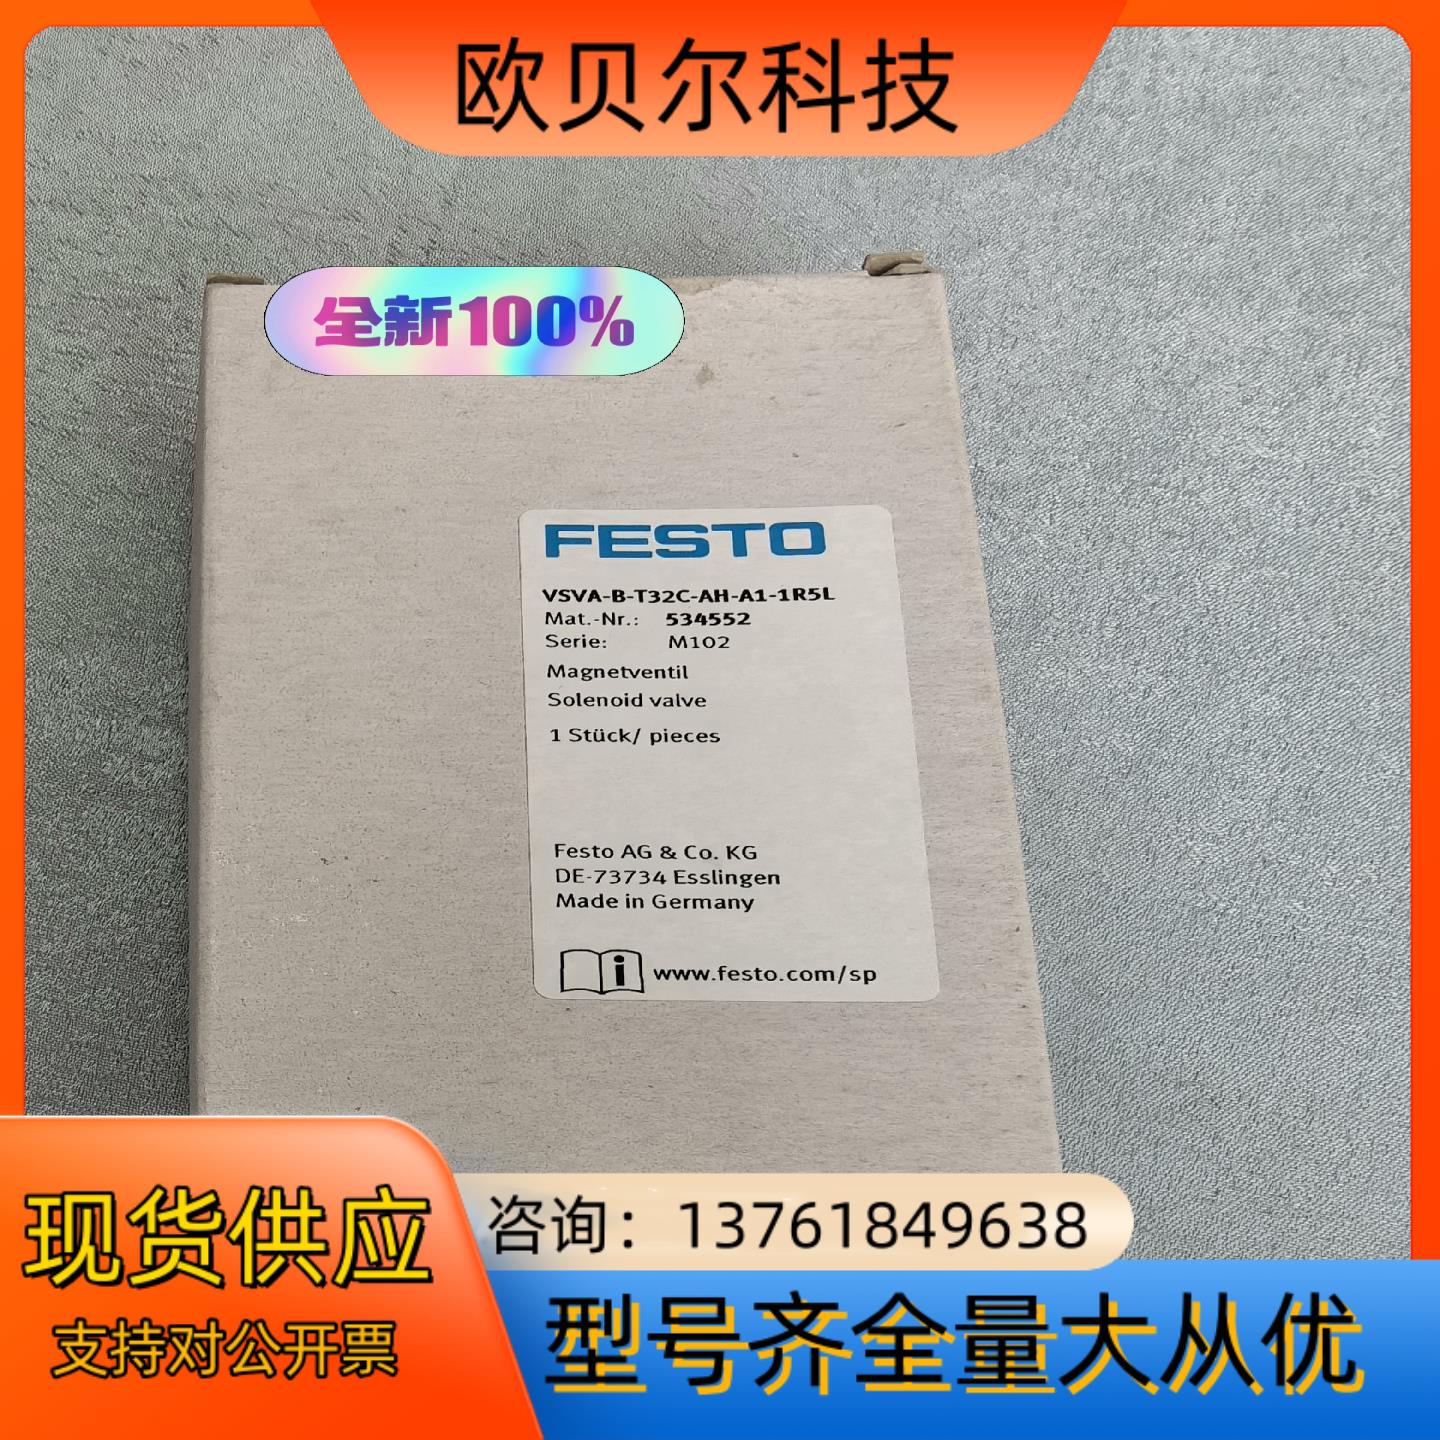 欧贝尔科技
全新100%
FESTO
VSVA-B-T32C-AH-A1-1R5L
Mat.-Nr.: 534552
Serie: M102
Magnetventil
Solenoid valve
1 Stück/ pieces
Festo AG & Co. KG
DE-73734 Esslingen
Made in Germany
www.festo.com/sp
现货供应
支持对公开票
咨询：13761849638
型号齐全量大从优